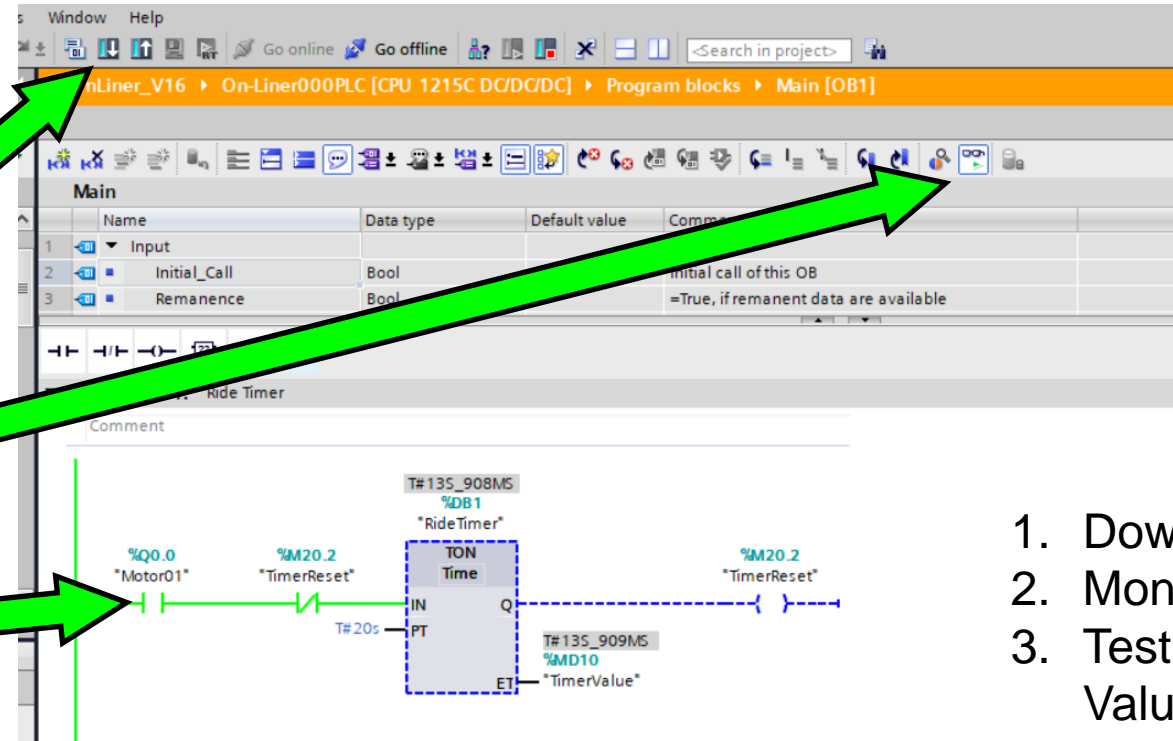 Window Help
Go online Go offline <Search in project>
nLiner_V16 ▸ On-Liner000PLC [CPU 1215C DC/DC/DC] ▸ Program blocks ▸ Main [OB1]
Main
Name Data type Default value Comme
1 Input
2 Initial_Call Bool Initial call of this OB
3 Remanence Bool =True, if remanent data are available
Ride Timer
Comment
T#13S_908MS
%DB1
"RideTimer"
%Q0.0 %M20.2 TON %M20.2
"Motor01" "TimerReset" Time "TimerReset"
IN Q
T#20s PT
T#13S_909MS
%MD10
ET "TimerValue"
1. Dow
2. Mon
3. Test
Valu